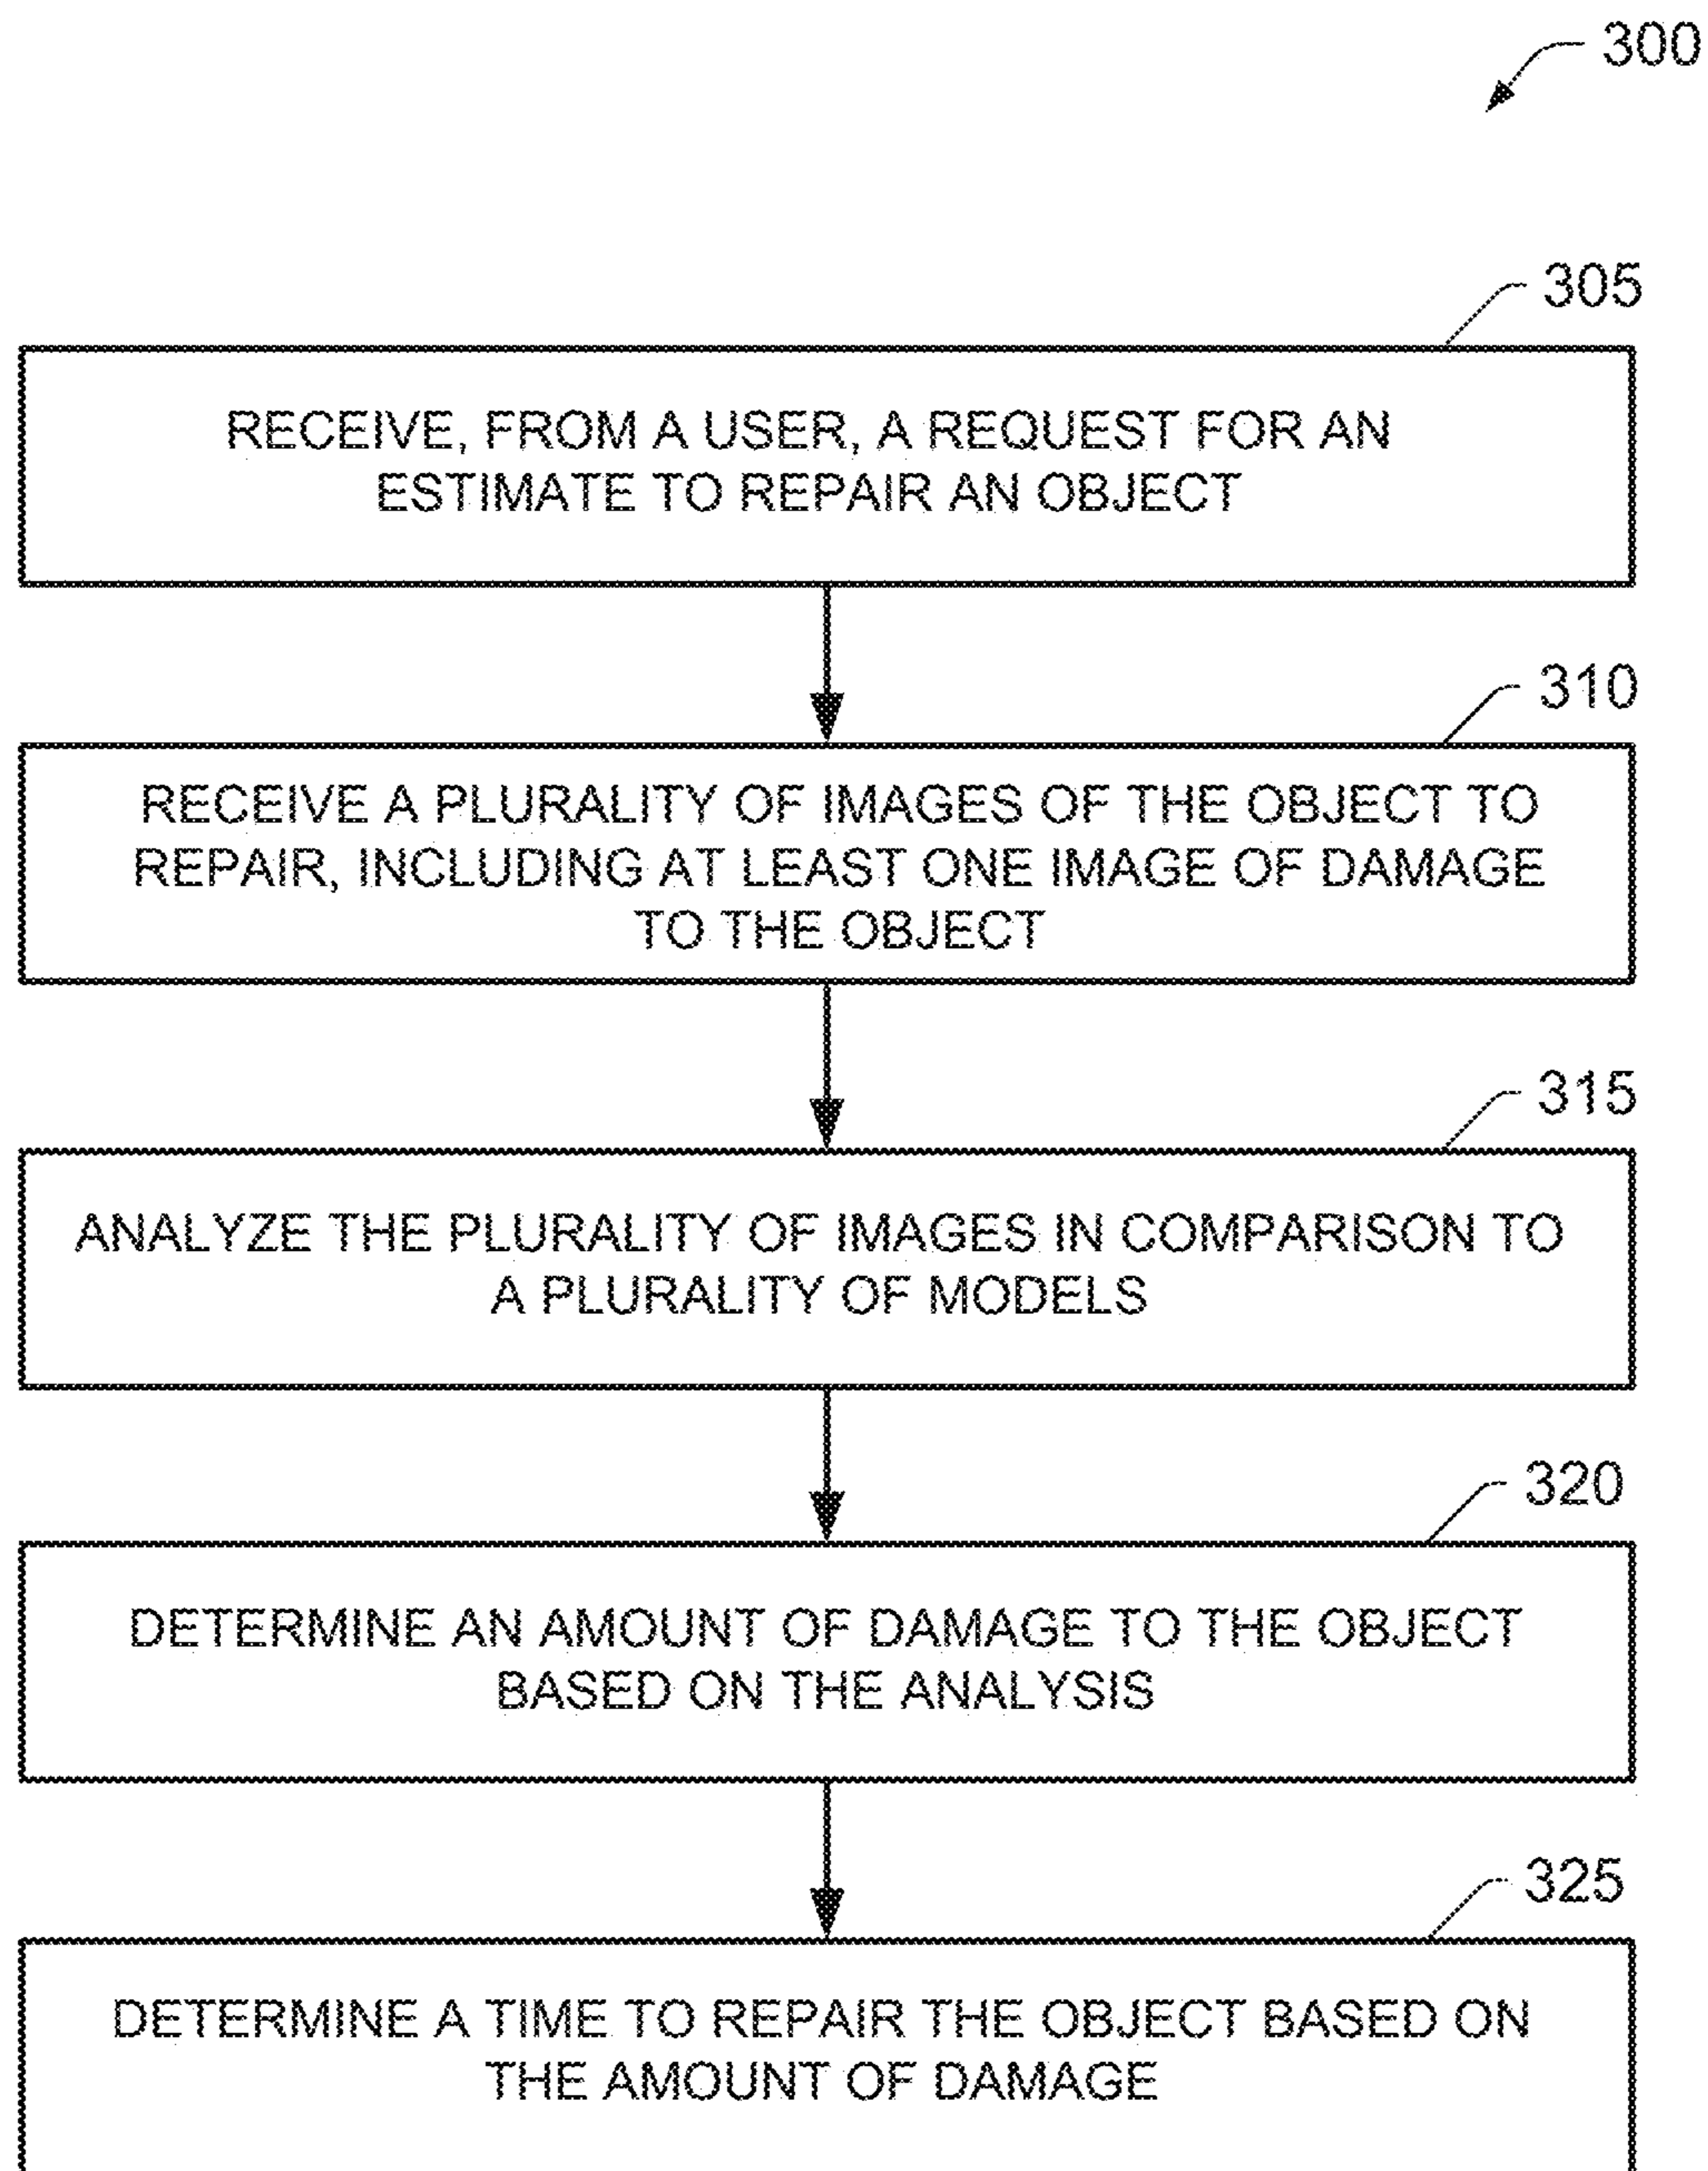 300
305
RECEIVE, FROM A USER, A REQUEST FOR AN
ESTIMATE TO REPAIR AN OBJECT
310
RECEIVE A PLURALITY OF IMAGES OF THE OBJECT TO
REPAIR, INCLUDING AT LEAST ONE IMAGE OF DAMAGE
TO THE OBJECT
315
ANALYZE THE PLURALITY OF IMAGES IN COMPARISON TO
A PLURALITY OF MODELS
320
DETERMINE AN AMOUNT OF DAMAGE TO THE OBJECT
BASED ON THE ANALYSIS
325
DETERMINE A TIME TO REPAIR THE OBJECT BASED ON
THE AMOUNT OF DAMAGE